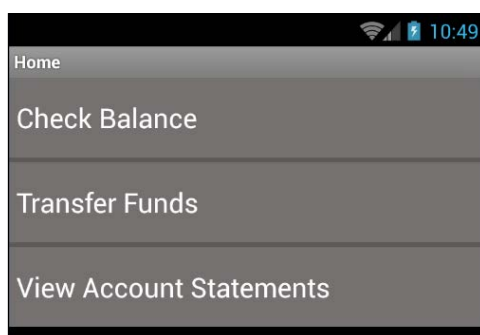 10:49
Home
Check Balance
Transfer Funds
View Account Statements